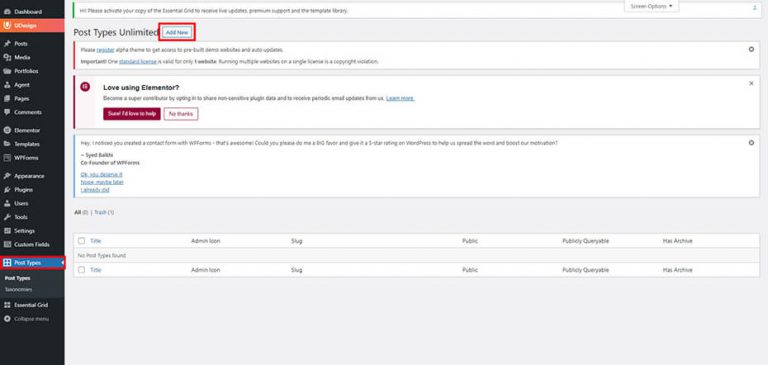 Dashboard
UDesign
Posts
Media
Portfolios
Agent
Pages
Comments
Elementor
Templates
WPForms
Appearance
Plugins
Users
Tools
Settings
Custom Fields
Post Types
Post Types
Taxonomies
Essential Grid
Collapse menu
Hi! Please activate your copy of the Essential Grid to receive live updates, premium support and the template library.
Screen Options
Post Types Unlimited Add New
Please register alpha theme to get access to pre-built demo websites and auto updates.
Important! One standard license is valid for only 1 website. Running multiple websites on a single license is a copyright violation.
Love using Elementor?
Become a super contributor by opting in to share non-sensitive plugin data and to receive periodic email updates from us. Learn more.
Sure! I'd love to help No thanks
Hey, I noticed you created a contact form with WPForms - that's awesome! Could you please do me a BIG favor and give it a 5-star rating on WordPress to help us spread the word and boost our motivation?
~ Syed Balkhi
Co-Founder of WPForms
Ok, you deserve it
Nope, maybe later
I already did
All (0) | Trash (1)
Title Admin Icon Slug Public Publicly Queryable Has Archive
No Post Types found
Title Admin Icon Slug Public Publicly Queryable Has Archive